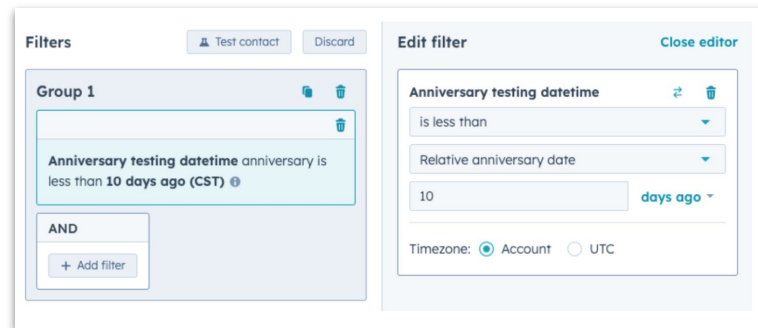 Filters
Test contact
Discard
Group 1
Anniversary testing datetime anniversary is
less than 10 days ago (CST)
AND
+ Add filter
Edit filter
Close editor
Anniversary testing datetime
is less than
Relative anniversary date
10
days ago
Timezone: Account UTC